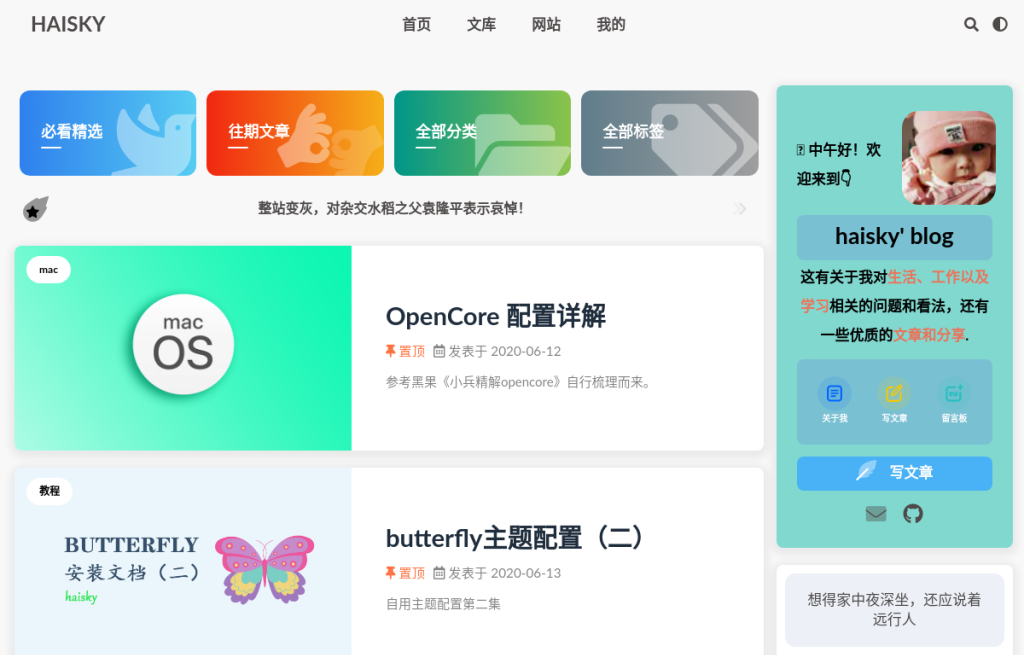 HAISKY
首页 文库 网站 我的
必看精选
往期文章
全部分类
全部标签
整站变灰，对杂交水稻之父袁隆平表示哀悼！
mac
mac
OS
OpenCore 配置详解
置顶 发表于 2020-06-12
参考黑果《小兵精解opencore》自行梳理而来。
教程
BUTTERFLY
安装文档（二）
haisky
butterfly主题配置（二）
置顶 发表于 2020-06-13
自用主题配置第二集
中午好！欢
迎来到👇
haisky' blog
这有关于我对生活、工作以及
学习相关的问题和看法，还有
一些优质的文章和分享.
关于我 写文章 留言板
写文章
想得家中夜深坐，还应说着
远行人